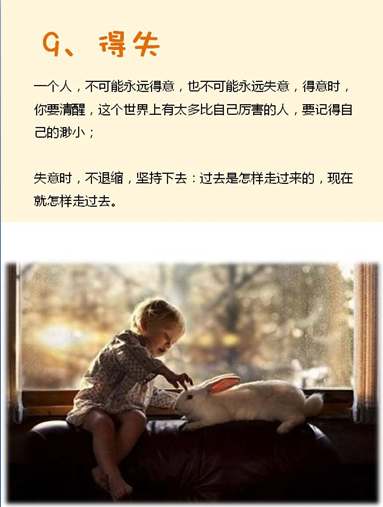 9、得失
一个人，不可能永远得意，也不可能永远失意，得意时，
你要清醒，这个世界上有太多比自己厉害的人，要记得自
己的渺小；
失意时，不退缩，坚持下去：过去是怎样走过来的，现在
就怎样走过去。